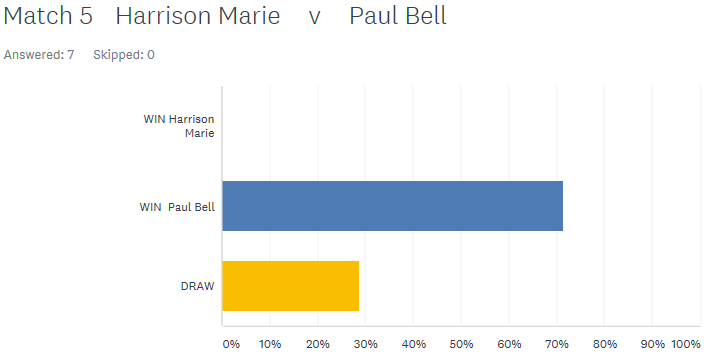 Match 5 Harrison Marie v Paul Bell
Answered: 7 Skipped: 0
WIN Harrison
Marie
WIN Paul Bell
DRAW
0% 10% 20% 30% 40% 50% 60% 70% 80% 90% 100%